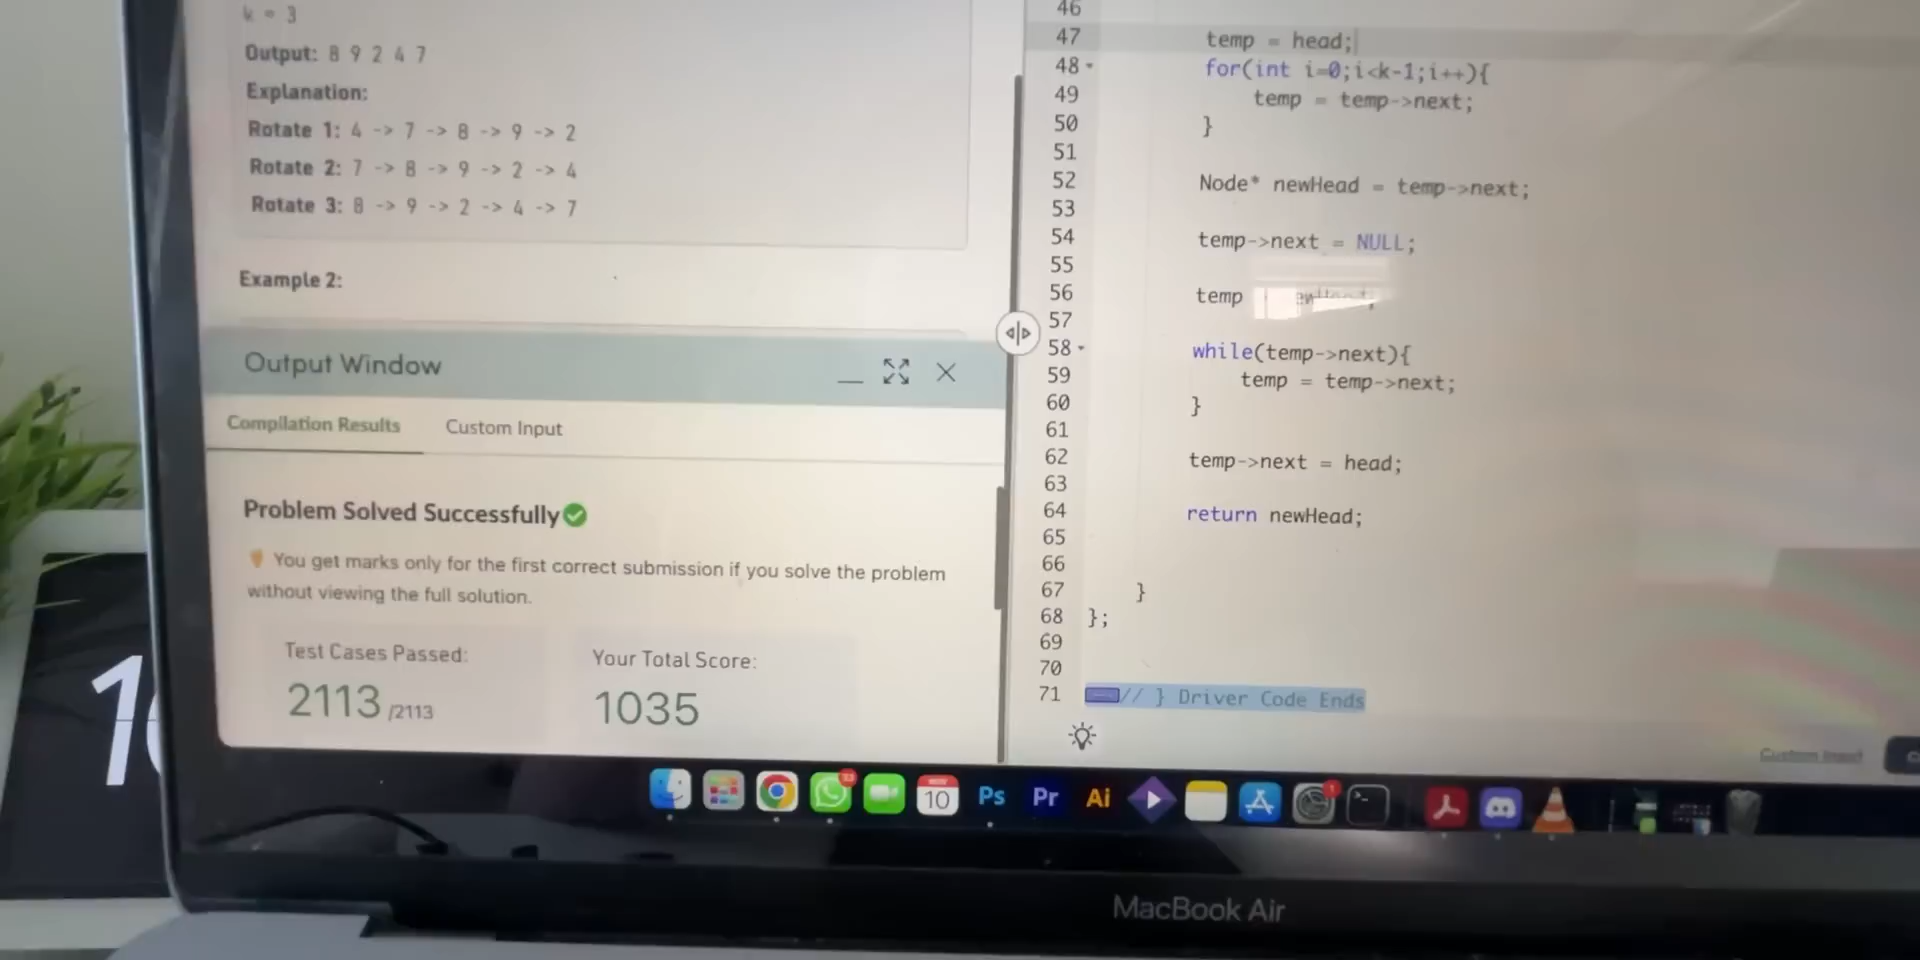 k = 3
Output: 8 9 2 4 7
Explanation:
Rotate 1: 4 -> 7 -> 8 -> 9 -> 2
Rotate 2: 7 -> 8 -> 9 -> 2 -> 4
Rotate 3: 8 -> 9 -> 2 -> 4 -> 7
Example 2:
Output Window
Compilation Results
Custom Input
Problem Solved Successfully
You get marks only for the first correct submission if you solve the problem
without viewing the full solution.
Test Cases Passed:
2113 /2113
Your Total Score:
1035
46
47 temp = head;
48 for(int i=0;i<k-1;i++){
49 temp = temp->next;
50 }
51
52 Node* newHead = temp->next;
53
54 temp->next = NULL;
55
56 temp
57
58 while(temp->next){
59 temp = temp->next;
60 }
61
62 temp->next = head;
63
64 return newHead;
65
66
67 }
68 };
69
70
71 // } Driver Code Ends
Custom Input
33
NOV
10
Ps
Pr
Ai
1
MacBook Air